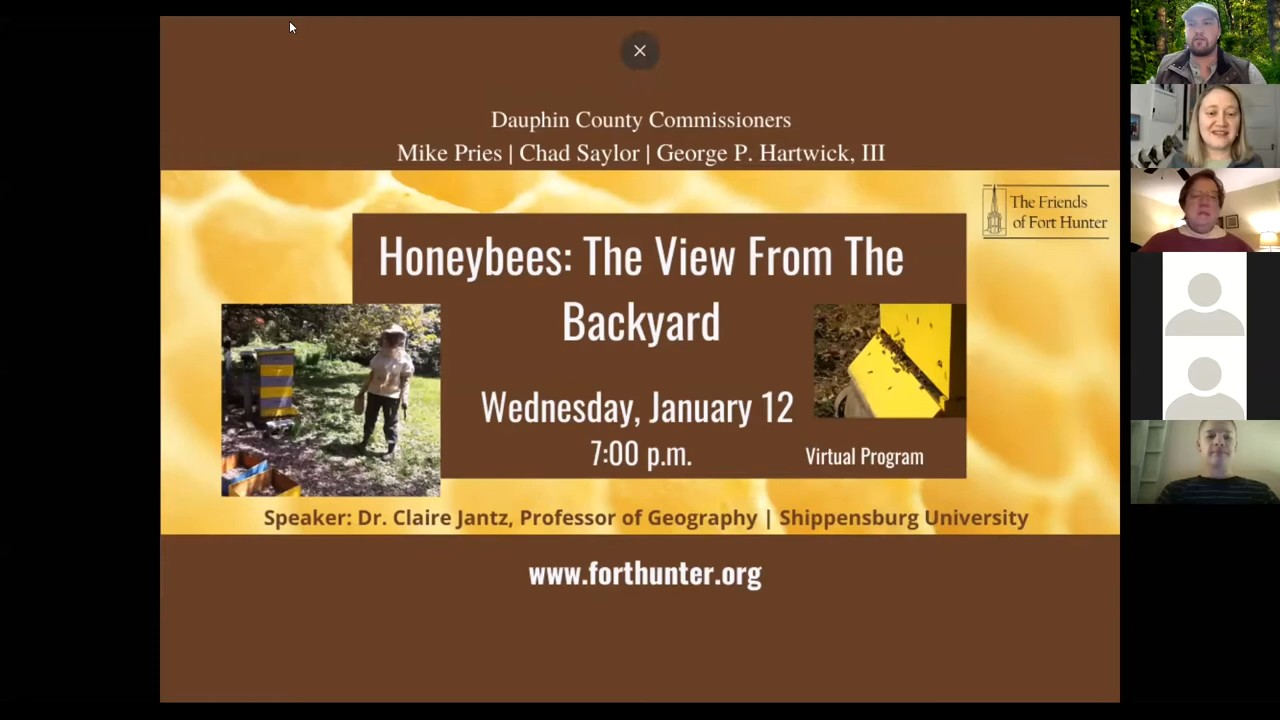 Dauphin County Commissioners
Mike Pries | Chad Saylor | George P. Hartwick, III
The Friends
of Fort Hunter
Honeybees: The View From The
Backyard
Wednesday, January 12
7:00 p.m.
Virtual Program
Speaker: Dr. Claire Jantz, Professor of Geography | Shippensburg University
www.forthunter.org